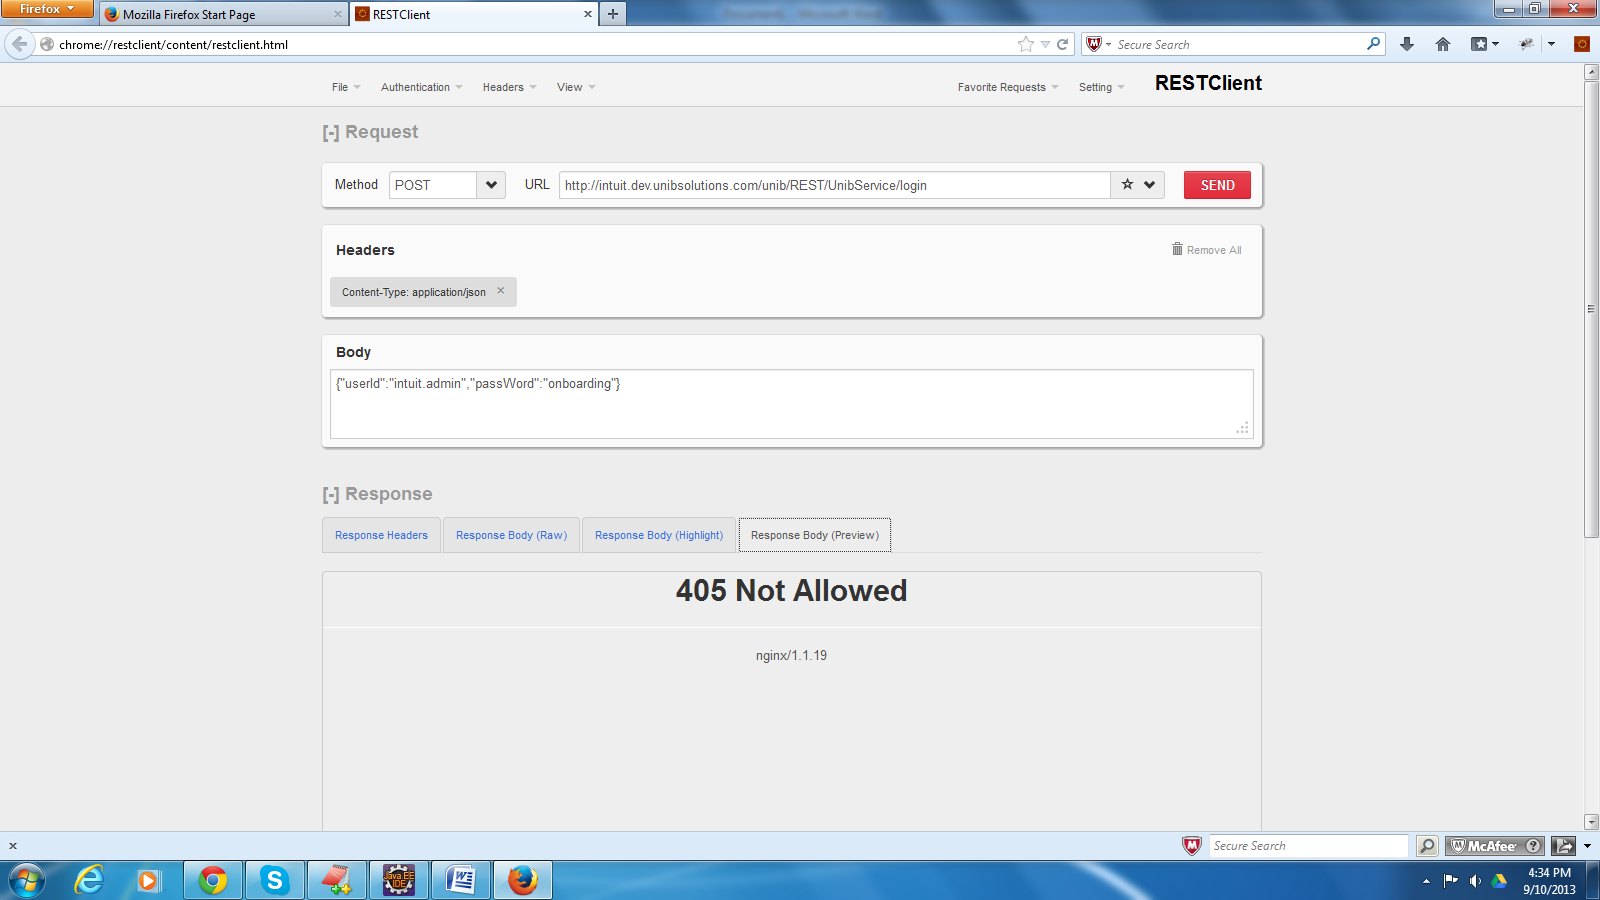 Firefox
Mozilla Firefox Start Page
RESTClient
chrome://restclient/content/restclient.html
Secure Search
File
Authentication
Headers
View
Favorite Requests
Setting
RESTClient
[-] Request
Method
POST
URL
http://intuit.dev.unibsolutions.com/unib/REST/UnibService/login
SEND
Headers
Remove All
Content-Type: application/json
Body
{"userId":"intuit.admin","passWord":"onboarding"}
[-] Response
Response Headers
Response Body (Raw)
Response Body (Highlight)
Response Body (Preview)
405 Not Allowed
nginx/1.1.19
Secure Search
McAfee
Java EE
IDE
4:34 PM
9/10/2013